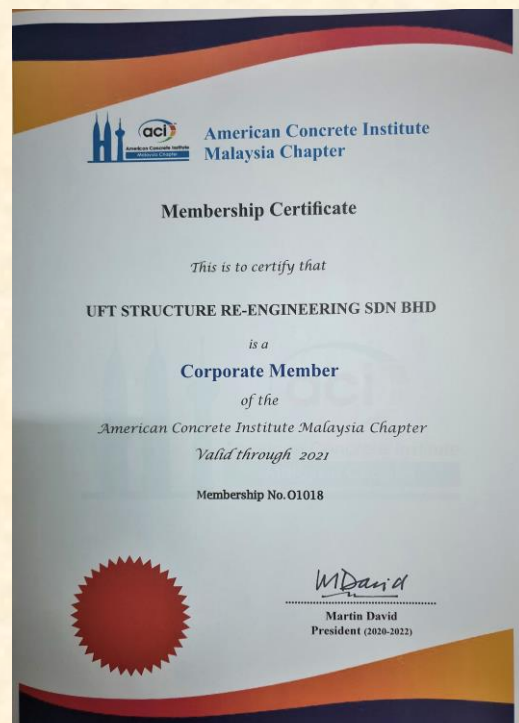 aci
American Concrete Institute
Malaysia Chapter
American Concrete Institute
Malaysia Chapter
Membership Certificate
This is to certify that
UFT STRUCTURE RE-ENGINEERING SDN BHD
is a
Corporate Member
of the
American Concrete Institute Malaysia Chapter
Valid through 2021
Membership No. O1018
MDavid
Martin David
President (2020-2022)